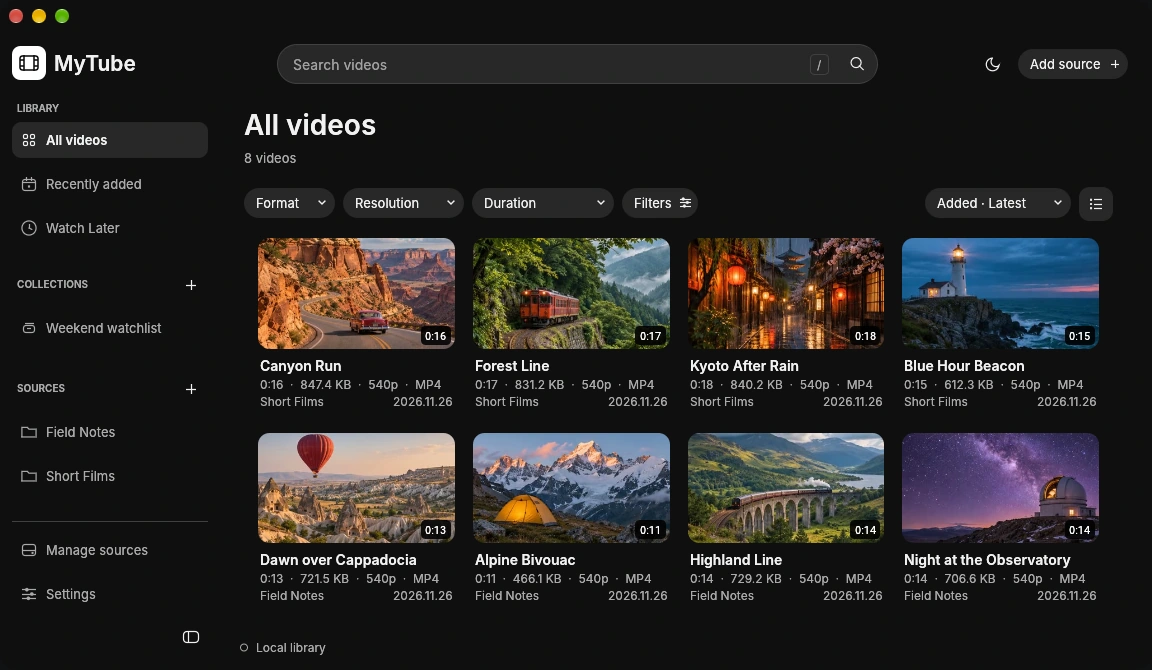 MyTube
Search videos
/
Add source +
LIBRARY
All videos
Recently added
Watch Later
COLLECTIONS +
Weekend watchlist
SOURCES +
Field Notes
Short Films
Manage sources
Settings
All videos
8 videos
Format
Resolution
Duration
Filters
Added · Latest
0:16
Canyon Run
0:16 · 847.4 KB · 540p · MP4
Short Films 2026.11.26
0:17
Forest Line
0:17 · 831.2 KB · 540p · MP4
Short Films 2026.11.26
0:18
Kyoto After Rain
0:18 · 840.2 KB · 540p · MP4
Short Films 2026.11.26
0:15
Blue Hour Beacon
0:15 · 612.3 KB · 540p · MP4
Short Films 2026.11.26
0:13
Dawn over Cappadocia
0:13 · 721.5 KB · 540p · MP4
Field Notes 2026.11.26
0:11
Alpine Bivouac
0:11 · 466.1 KB · 540p · MP4
Field Notes 2026.11.26
0:14
Highland Line
0:14 · 729.2 KB · 540p · MP4
Field Notes 2026.11.26
0:14
Night at the Observatory
0:14 · 706.6 KB · 540p · MP4
Field Notes 2026.11.26
Local library